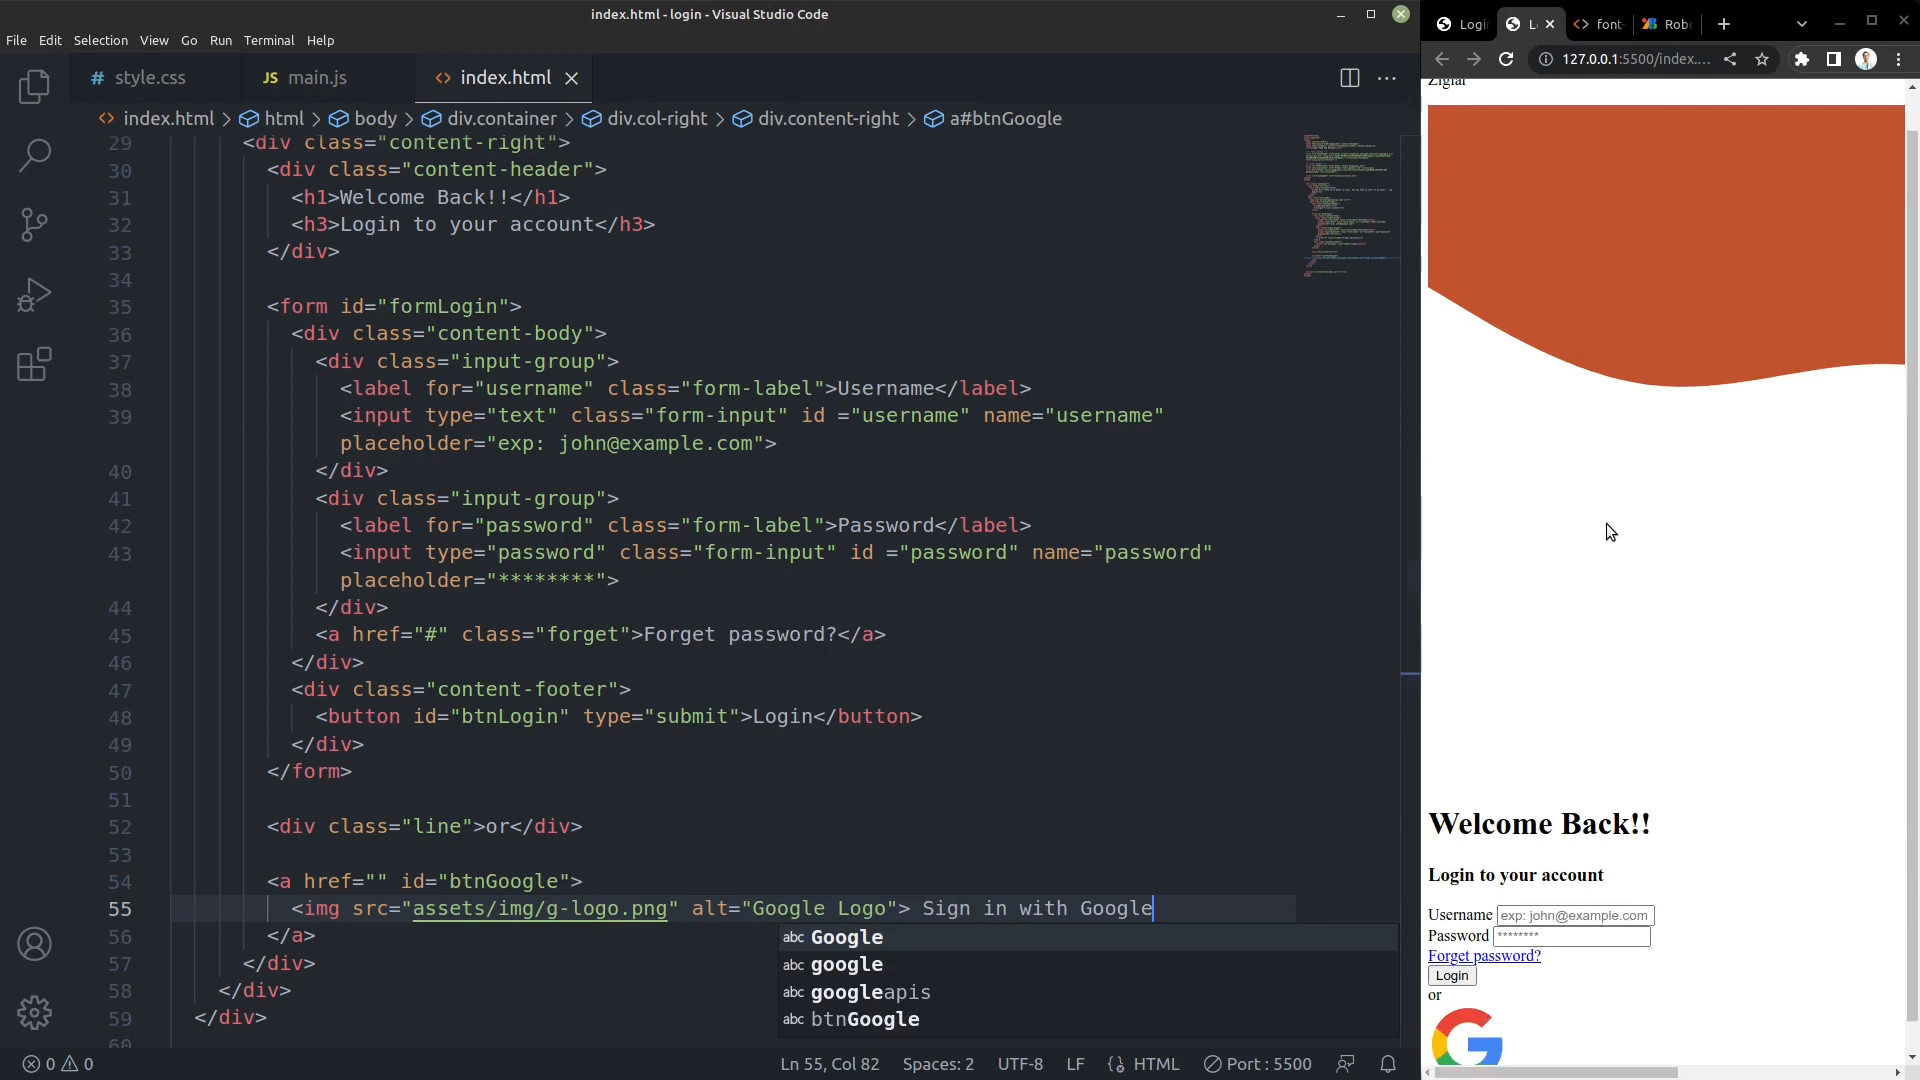 index.html - login - Visual Studio Code
File Edit Selection View Go Run Terminal Help
# style.css
JS main.js
<> index.html
<> index.html > html > body > div.container > div.col-right > div.content-right > a#btnGoogle
29 <div class="content-right">
30 <div class="content-header">
31 <h1>Welcome Back!!</h1>
32 <h3>Login to your account</h3>
33 </div>
34
35 <form id="formLogin">
36 <div class="content-body">
37 <div class="input-group">
38 <label for="username" class="form-label">Username</label>
39 <input type="text" class="form-input" id ="username" name="username"
placeholder="exp: john@example.com">
40 </div>
41 <div class="input-group">
42 <label for="password" class="form-label">Password</label>
43 <input type="password" class="form-input" id ="password" name="password"
placeholder="********">
44 </div>
45 <a href="#" class="forget">Forget password?</a>
46 </div>
47 <div class="content-footer">
48 <button id="btnLogin" type="submit">Login</button>
49 </div>
50 </form>
51
52 <div class="line">or</div>
53
54 <a href="" id="btnGoogle">
55 <img src="assets/img/g-logo.png" alt="Google Logo"> Sign in with Google
56 </a>
57 </div>
58 </div>
59 </div>
60
abc Google
abc google
abc googleapis
abc btnGoogle
0 0
Ln 55, Col 82 Spaces: 2 UTF-8 LF {} HTML Port : 5500
Login
L
<> font-
Rob
127.0.0.1:5500/index....
Welcome Back!!
Login to your account
Username exp: john@example.com
Password ********
Forget password?
Login
or